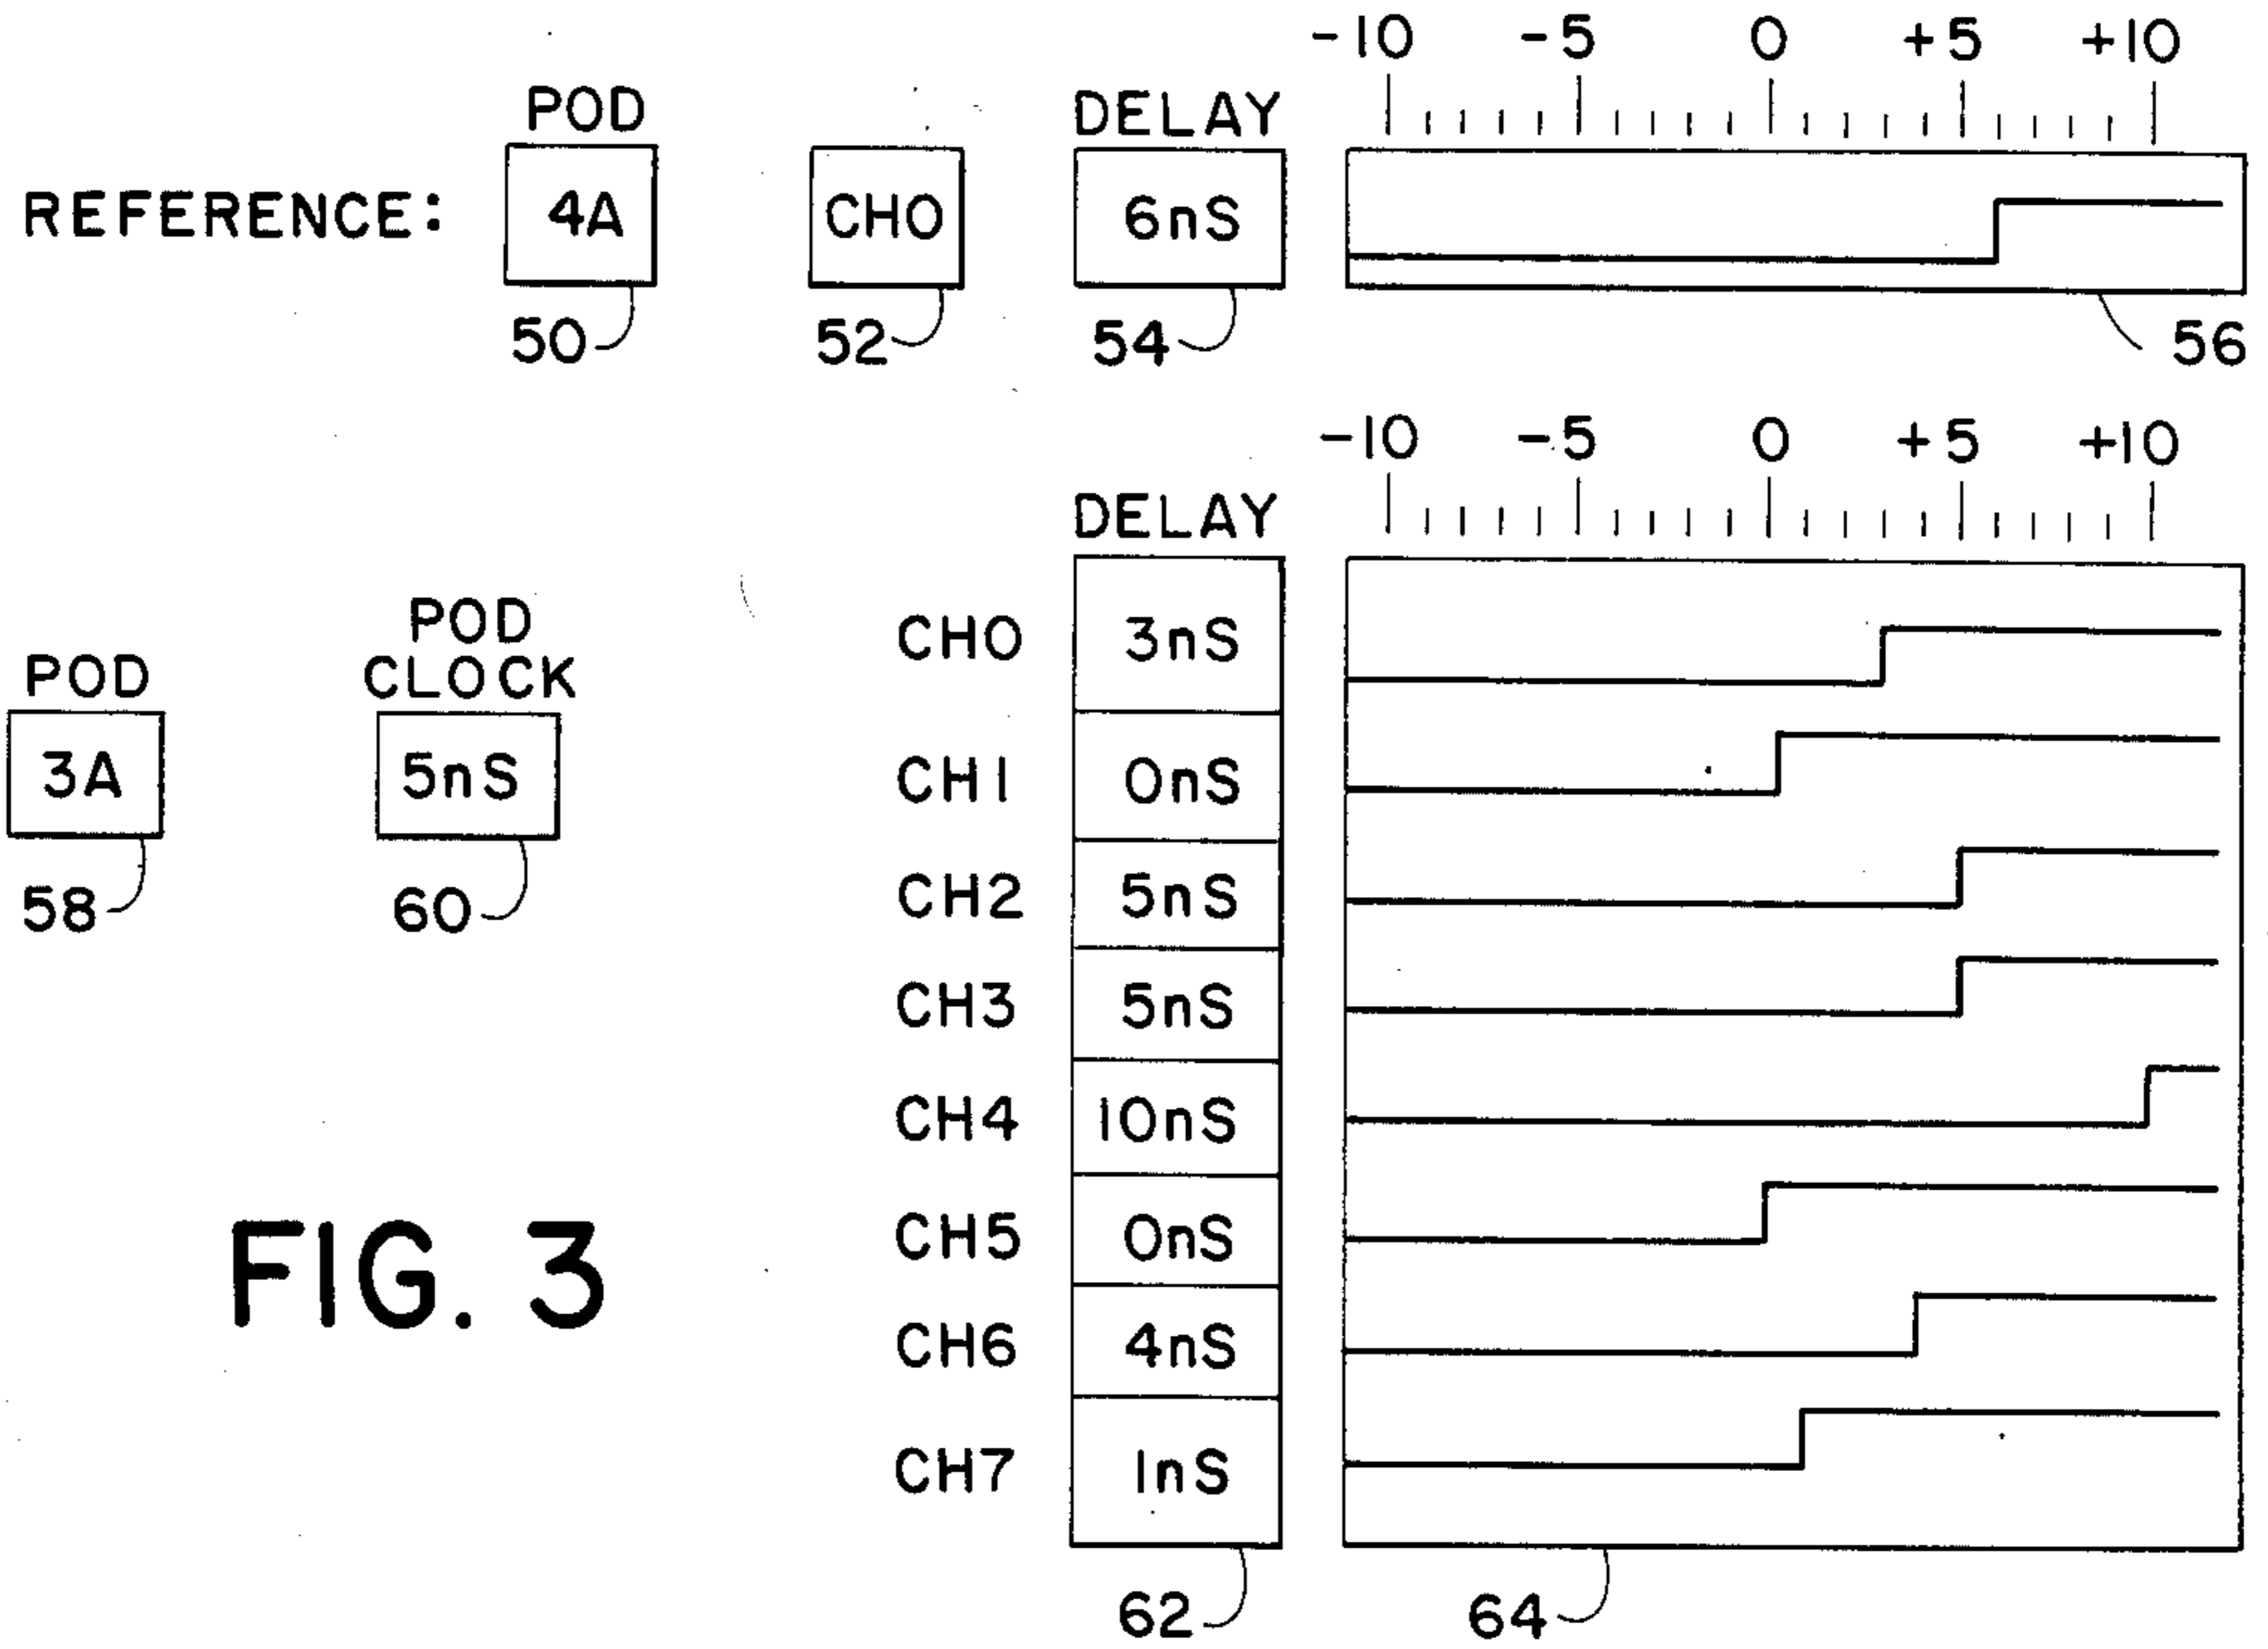 -10 -5 0 +5 +10
POD DELAY
REFERENCE: 4A CH0 6nS
50 52 54 56
-10 -5 0 +5 +10
DELAY
POD
POD CLOCK
3A 5nS
58 60
CH0 3nS
CH1 0nS
CH2 5nS
CH3 5nS
CH4 10nS
CH5 0nS
CH6 4nS
CH7 1nS
62 64
FIG. 3